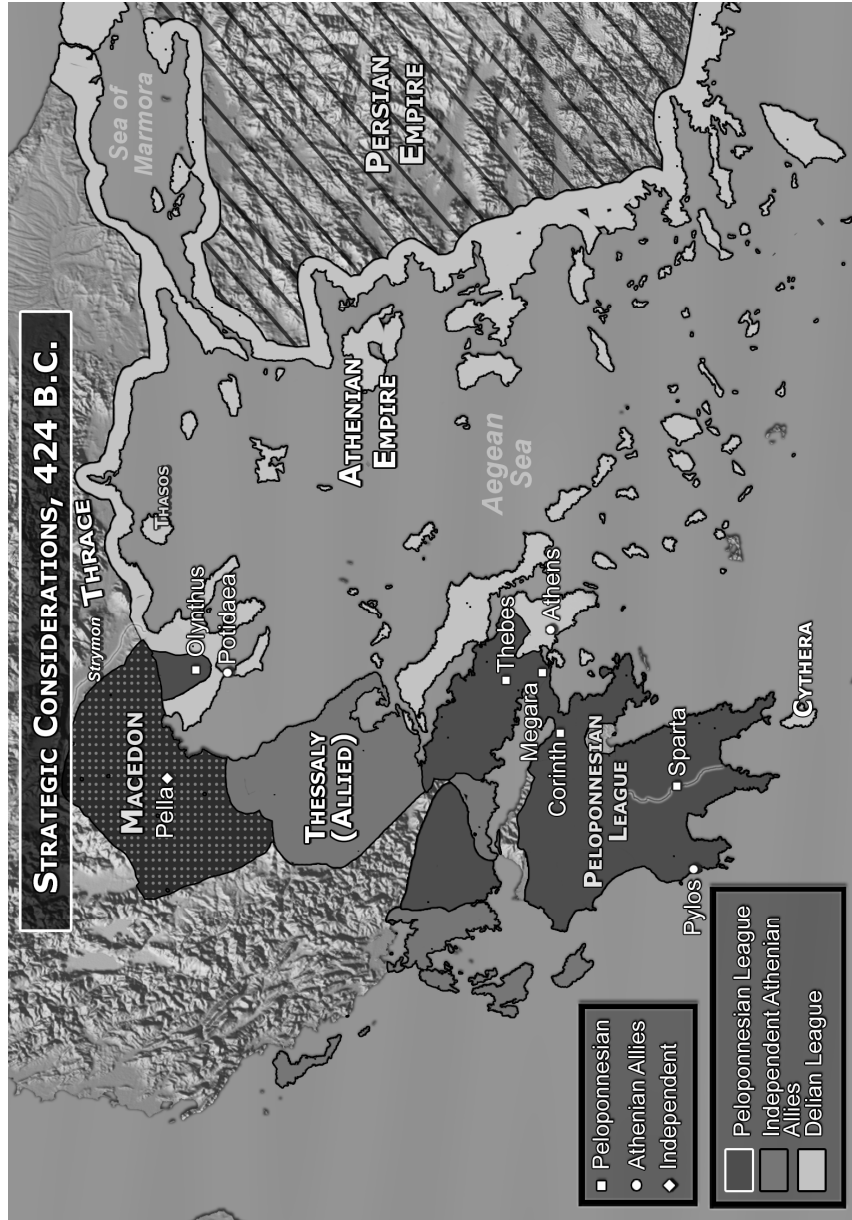 STRATEGIC CONSIDERATIONS, 424 B.C.
Strymon
THRACE
Sea of
Marmora
MACEDON
Pella
Olynthus
Potidaea
THASOS
PERSIAN
EMPIRE
THESSALY
(ALLIED)
ATHENIAN
EMPIRE
Aegean
Sea
Thebes
Megara
Athens
Corinth
PELOPONNESIAN
LEAGUE
Sparta
Pylos
CYTHERA
Peloponnesian
Athenian Allies
Independent
Peloponnesian League
Independent Athenian
Allies
Delian League